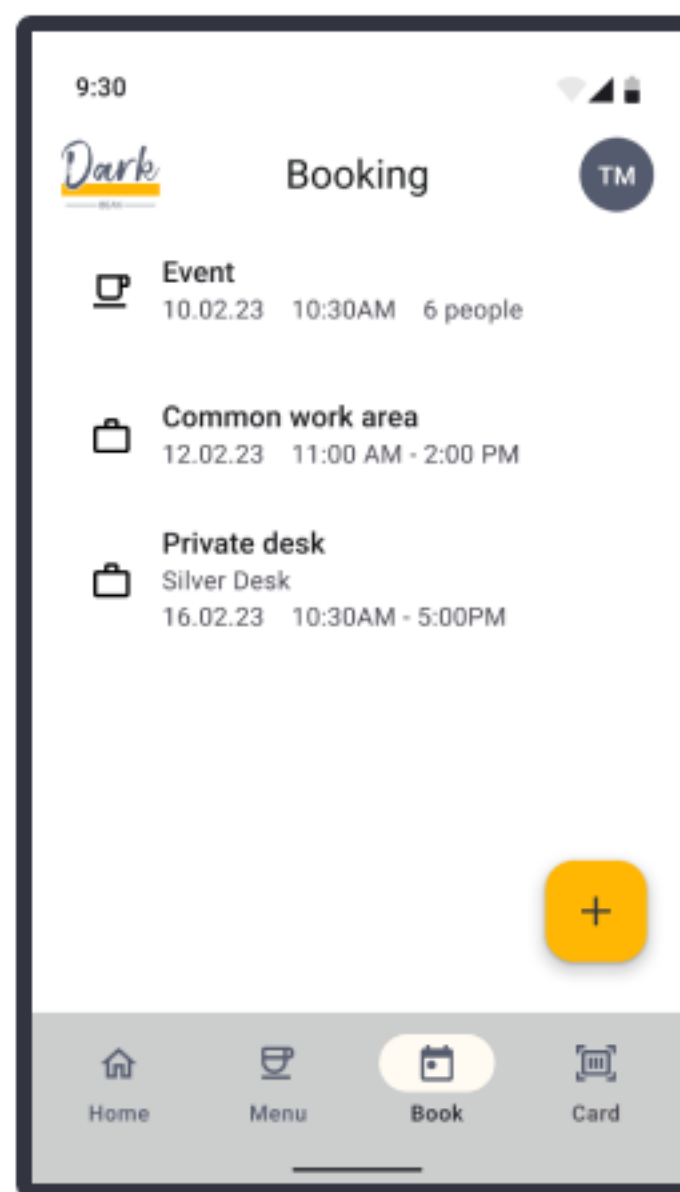 9:30
Dark
Booking
TM
Event
10.02.23 10:30AM 6 people
Common work area
12.02.23 11:00 AM - 2:00 PM
Private desk
Silver Desk
16.02.23 10:30AM - 5:00PM
+
Home Menu Book Card